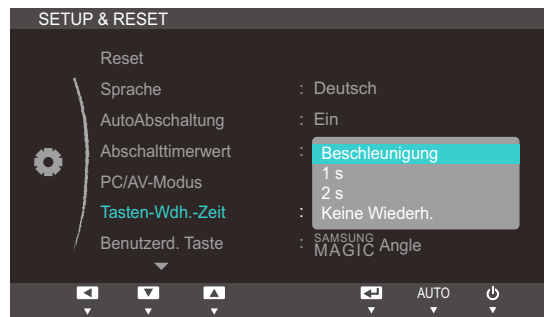 SETUP & RESET
Reset
Sprache : Deutsch
AutoAbschaltung : Ein
Abschalttimerwert :
PC/AV-Modus
Tasten-Wdh.-Zeit :
Beschleunigung
1 s
2 s
Keine Wiederh.
Benutzerd. Taste : SAMSUNG MAGIC Angle
AUTO